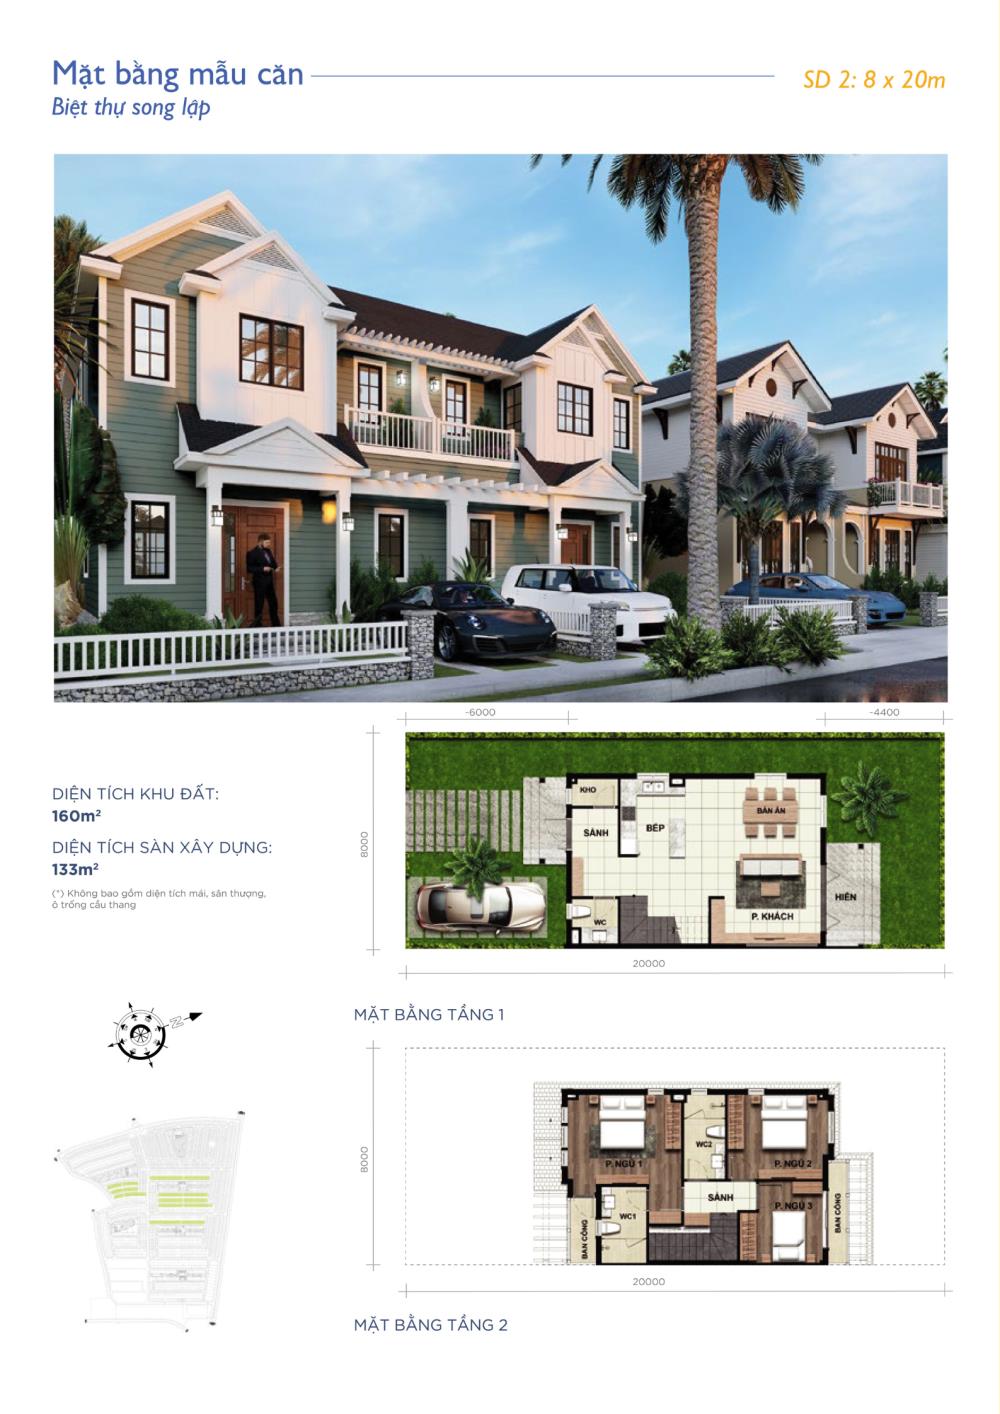 Mặt bằng mẫu căn
SD 2: 8 x 20m
Biệt thự song lập
-6000
-4400
DIỆN TÍCH KHU ĐẤT:
160m²
DIỆN TÍCH SÀN XÂY DỰNG:
133m²
(*) Không bao gồm diện tích mái, sân thượng,
ô trống cầu thang
8000
KHO
SẢNH
BẾP
BÀN ĂN
WC
P. KHÁCH
HIÊN
20000
MẶT BẰNG TẦNG 1
N
8000
P. NGỦ 1
WC2
P. NGỦ 2
SẢNH
P. NGỦ 3
WC1
BAN CÔNG
BAN CÔNG
20000
MẶT BẰNG TẦNG 2